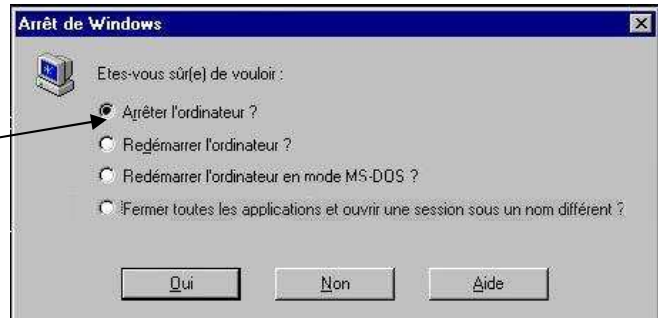 Arrêt de Windows
Etes-vous sûr(e) de vouloir :
Arrêter l'ordinateur ?
Redémarrer l'ordinateur ?
Redémarrer l'ordinateur en mode MS-DOS ?
Fermer toutes les applications et ouvrir une session sous un nom différent ?
Oui Non Aide